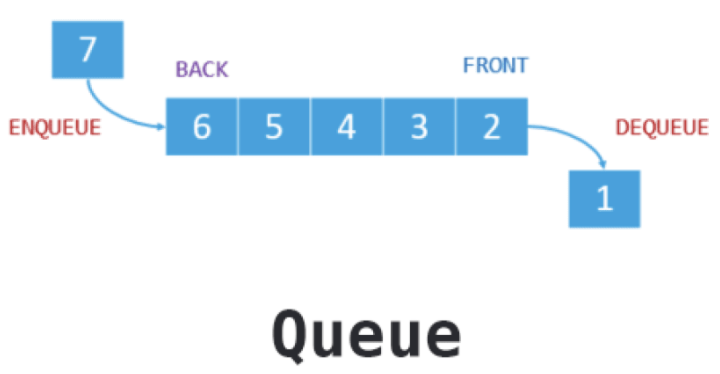 7
BACK
FRONT
ENQUEUE
6 5 4 3 2
DEQUEUE
1
Queue